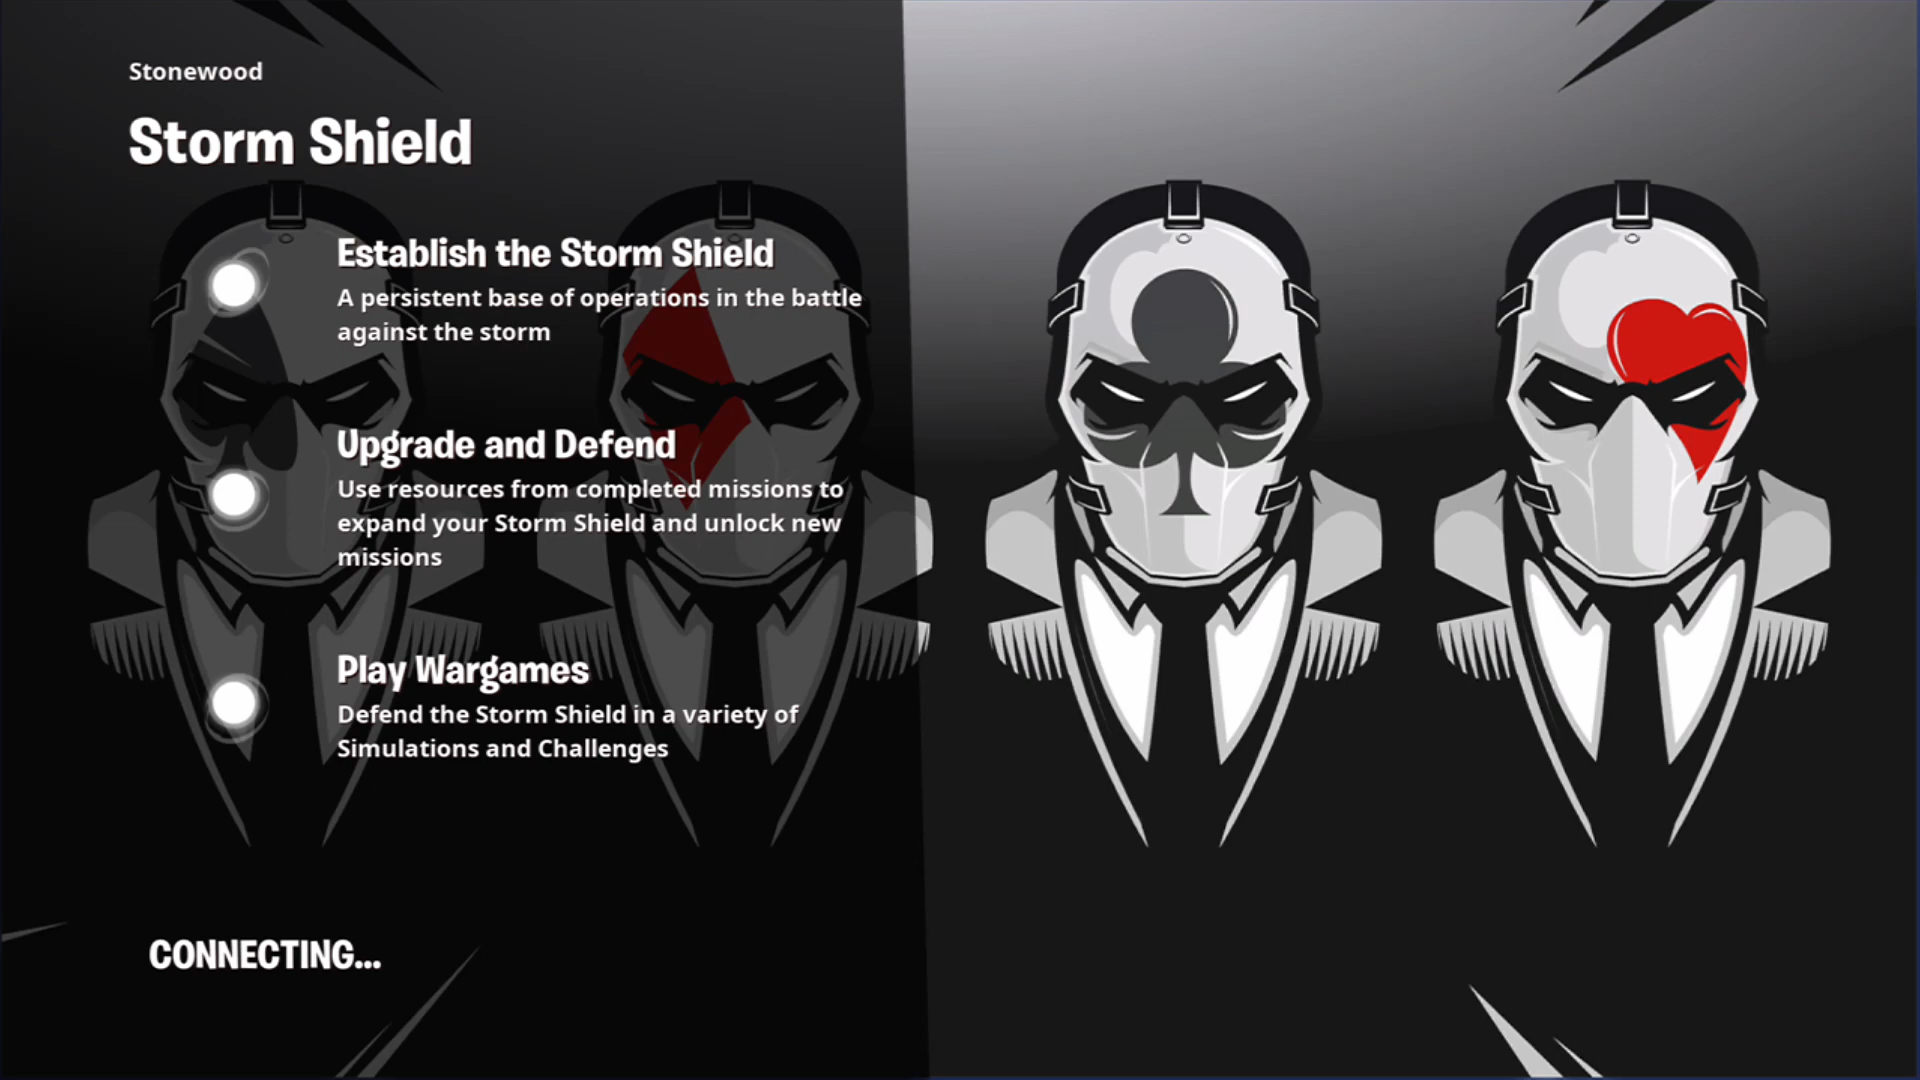 Stonewood
Storm Shield
Establish the Storm Shield
A persistent base of operations in the battle
against the storm
Upgrade and Defend
Use resources from completed missions to
expand your Storm Shield and unlock new
missions
Play Wargames
Defend the Storm Shield in a variety of
Simulations and Challenges
CONNECTING...